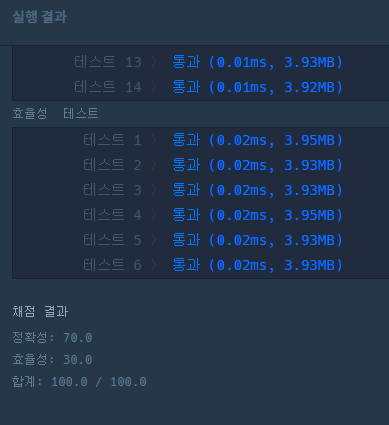 실행 결과
테스트 13 〉 통과 (0.01ms, 3.93MB)
테스트 14 〉 통과 (0.01ms, 3.92MB)
효율성 테스트
테스트 1 〉 통과 (0.02ms, 3.95MB)
테스트 2 〉 통과 (0.02ms, 3.93MB)
테스트 3 〉 통과 (0.02ms, 3.93MB)
테스트 4 〉 통과 (0.02ms, 3.95MB)
테스트 5 〉 통과 (0.02ms, 3.93MB)
테스트 6 〉 통과 (0.02ms, 3.93MB)
채점 결과
정확성: 70.0
효율성: 30.0
합계: 100.0 / 100.0